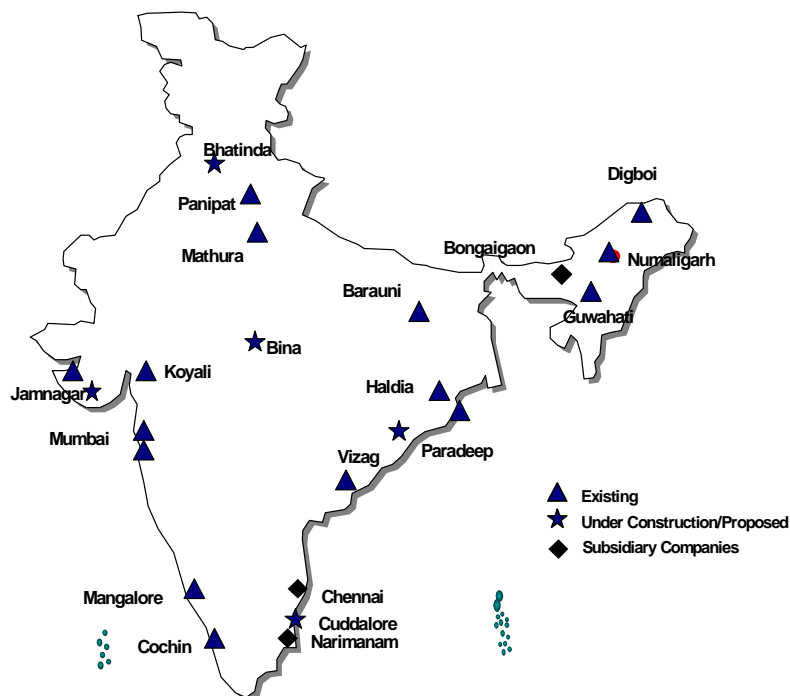 Bhatinda
Digboi
Panipat
Bongaigaon
Mathura
Numaligarh
Barauni
Guwahati
Bina
Koyali
Jamnagar
Haldia
Mumbai
Paradeep
Vizag
Existing
Under Construction/Proposed
Subsidiary Companies
Mangalore
Chennai
Cuddalore
Cochin
Narimanam